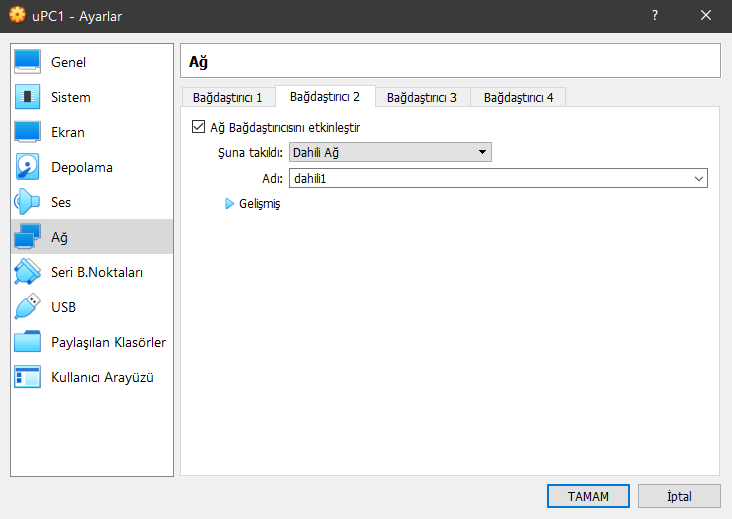 uPC1 - Ayarlar
Genel
Sistem
Ekran
Depolama
Ses
Ağ
Seri B.Noktaları
USB
Paylaşılan Klasörler
Kullanıcı Arayüzü
Ağ
Bağdaştırıcı 1 Bağdaştırıcı 2 Bağdaştırıcı 3 Bağdaştırıcı 4
Ağ Bağdaştırıcısını etkinleştir
Şuna takıldı: Dahili Ağ
Adı: dahili1
Gelişmiş
TAMAM İptal